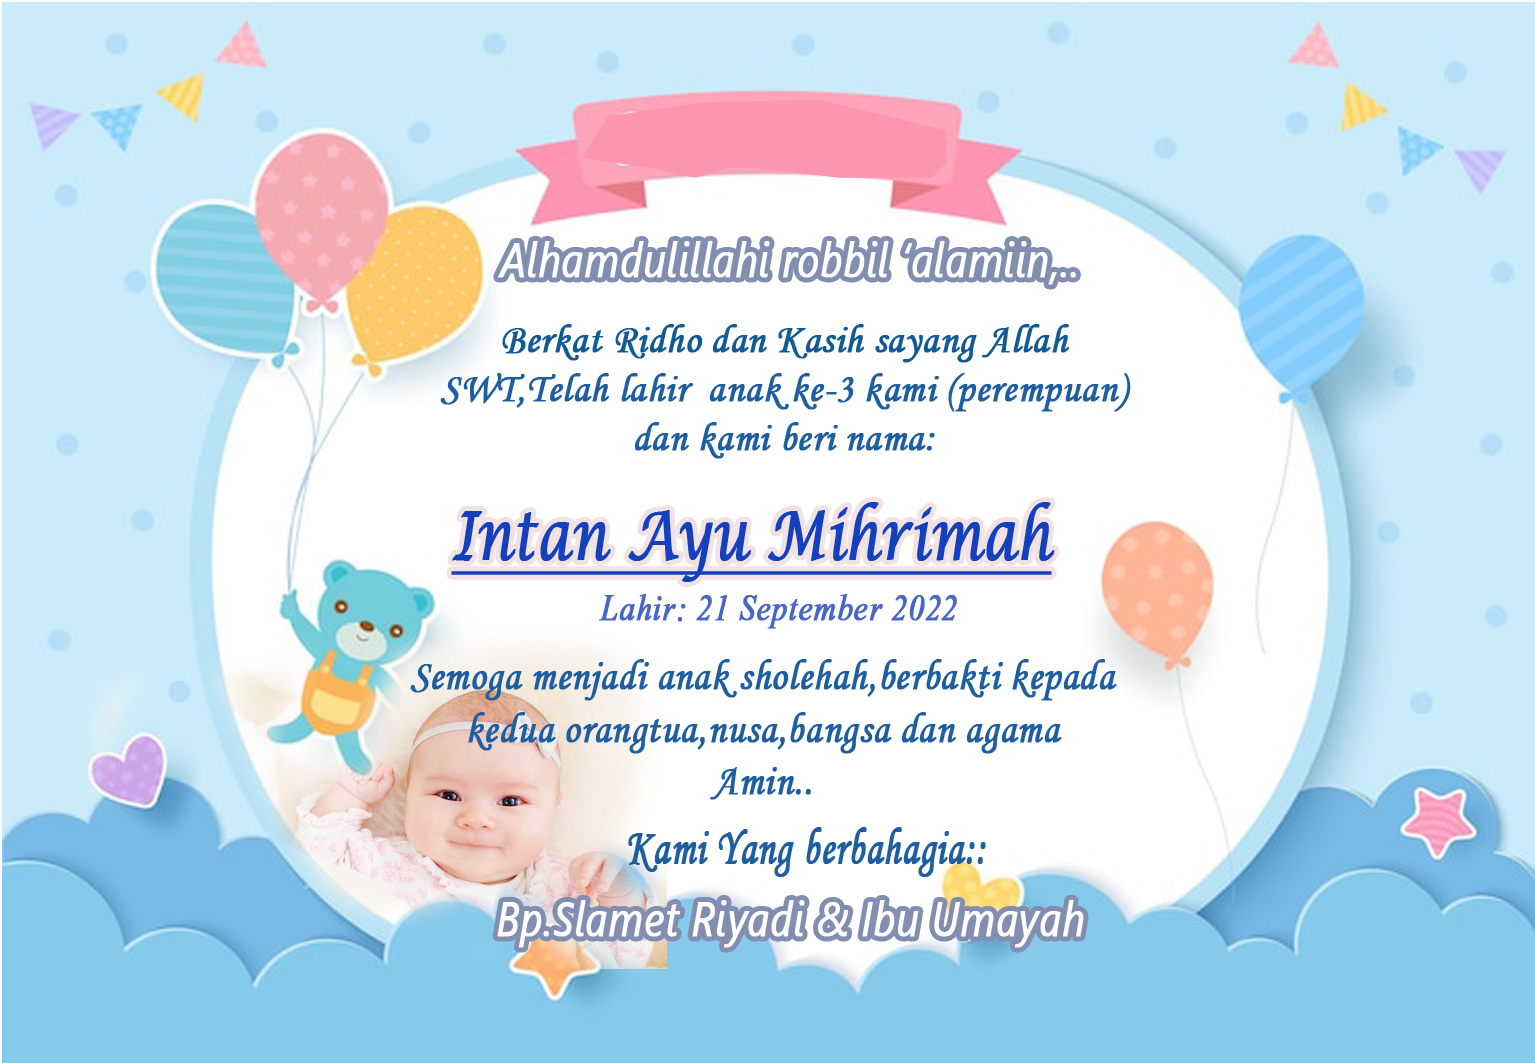 Alhamdulillahi robbil ‘alamiin,..
Berkat Ridho dan Kasih sayang Allah
SWT,Telah lahir anak ke-3 kami (perempuan)
dan kami beri nama:
Intan Ayu Mihrimah
Lahir: 21 September 2022
Semoga menjadi anak sholehah,berbakti kepada
kedua orangtua,nusa,bangsa dan agama
Amin..
Kami Yang berbahagia::
Bp.Slamet Riyadi & Ibu Umayah